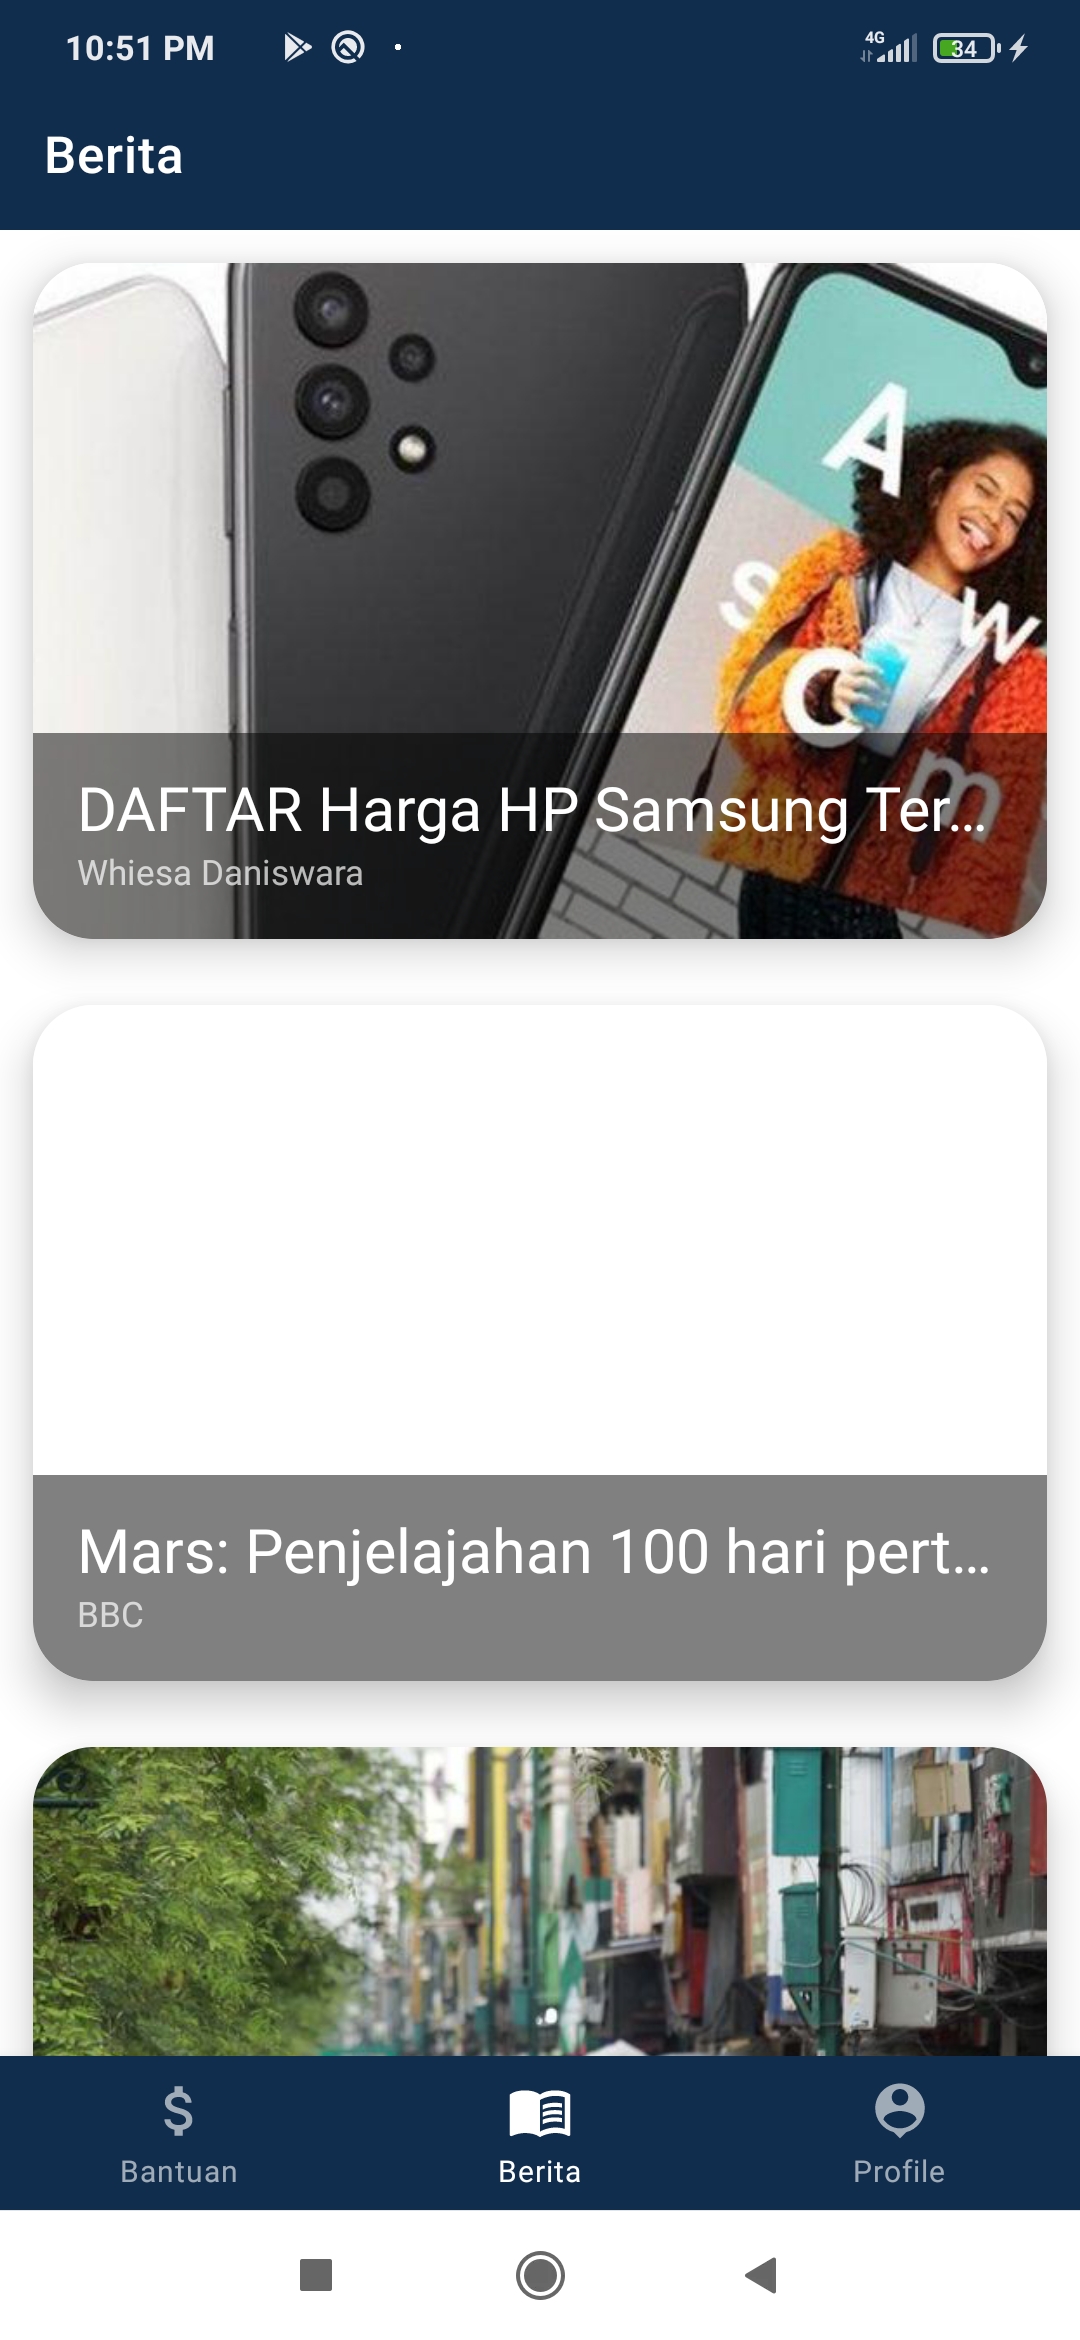 10:51 PM
4G
34
Berita
A
s
w
C
m
DAFTAR Harga HP Samsung Ter...
Whiesa Daniswara
Mars: Penjelajahan 100 hari pert...
BBC
$
Bantuan
Berita
Profile